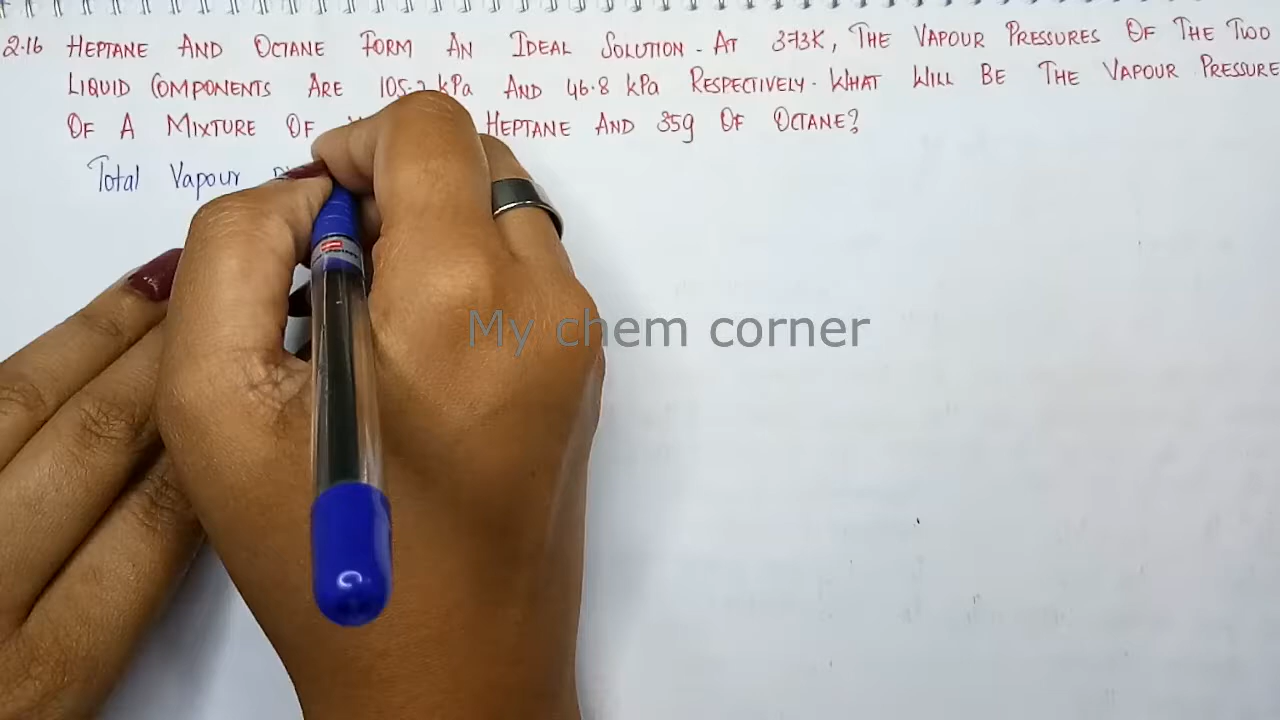 2.16 HEPTANE AND OCTANE FORM AN IDEAL SOLUTION. AT 373K, THE VAPOUR PRESSURES OF THE TWO
LIQUID COMPONENTS ARE 105.2 kPa AND 46.8 kPa RESPECTIVELY. WHAT WILL BE THE VAPOUR PRESSURE
OF A MIXTURE OF HEPTANE AND 35g OF OCTANE?
Total Vapour
My chem corner